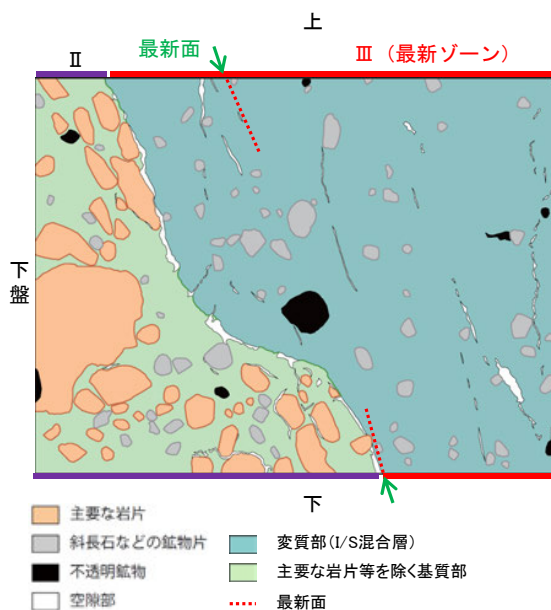 上
最新面
Ⅱ
Ⅲ（最新ゾーン）
下盤
下
主要な岩片
斜長石などの鉱物片
不透明鉱物
空隙部
変質部(I/S混合層)
主要な岩片等を除く基質部
最新面